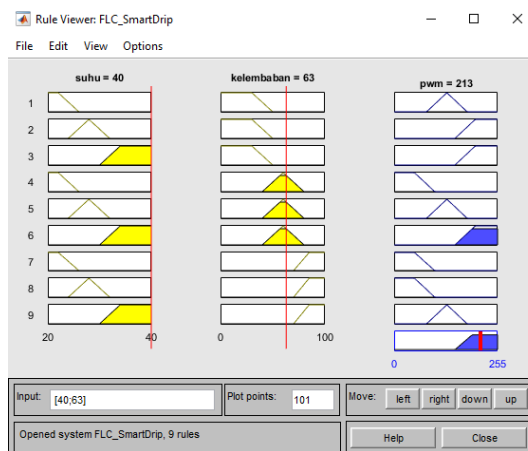 Rule Viewer: FLC_SmartDrip
File Edit View Options
suhu = 40 kelembaban = 63 pwm = 213
1
2
3
4
5
6
7
8
9
20 40 0 100
0 255
Input: [40;63] Plot points: 101 Move: left right down up
Opened system FLC_SmartDrip, 9 rules Help Close